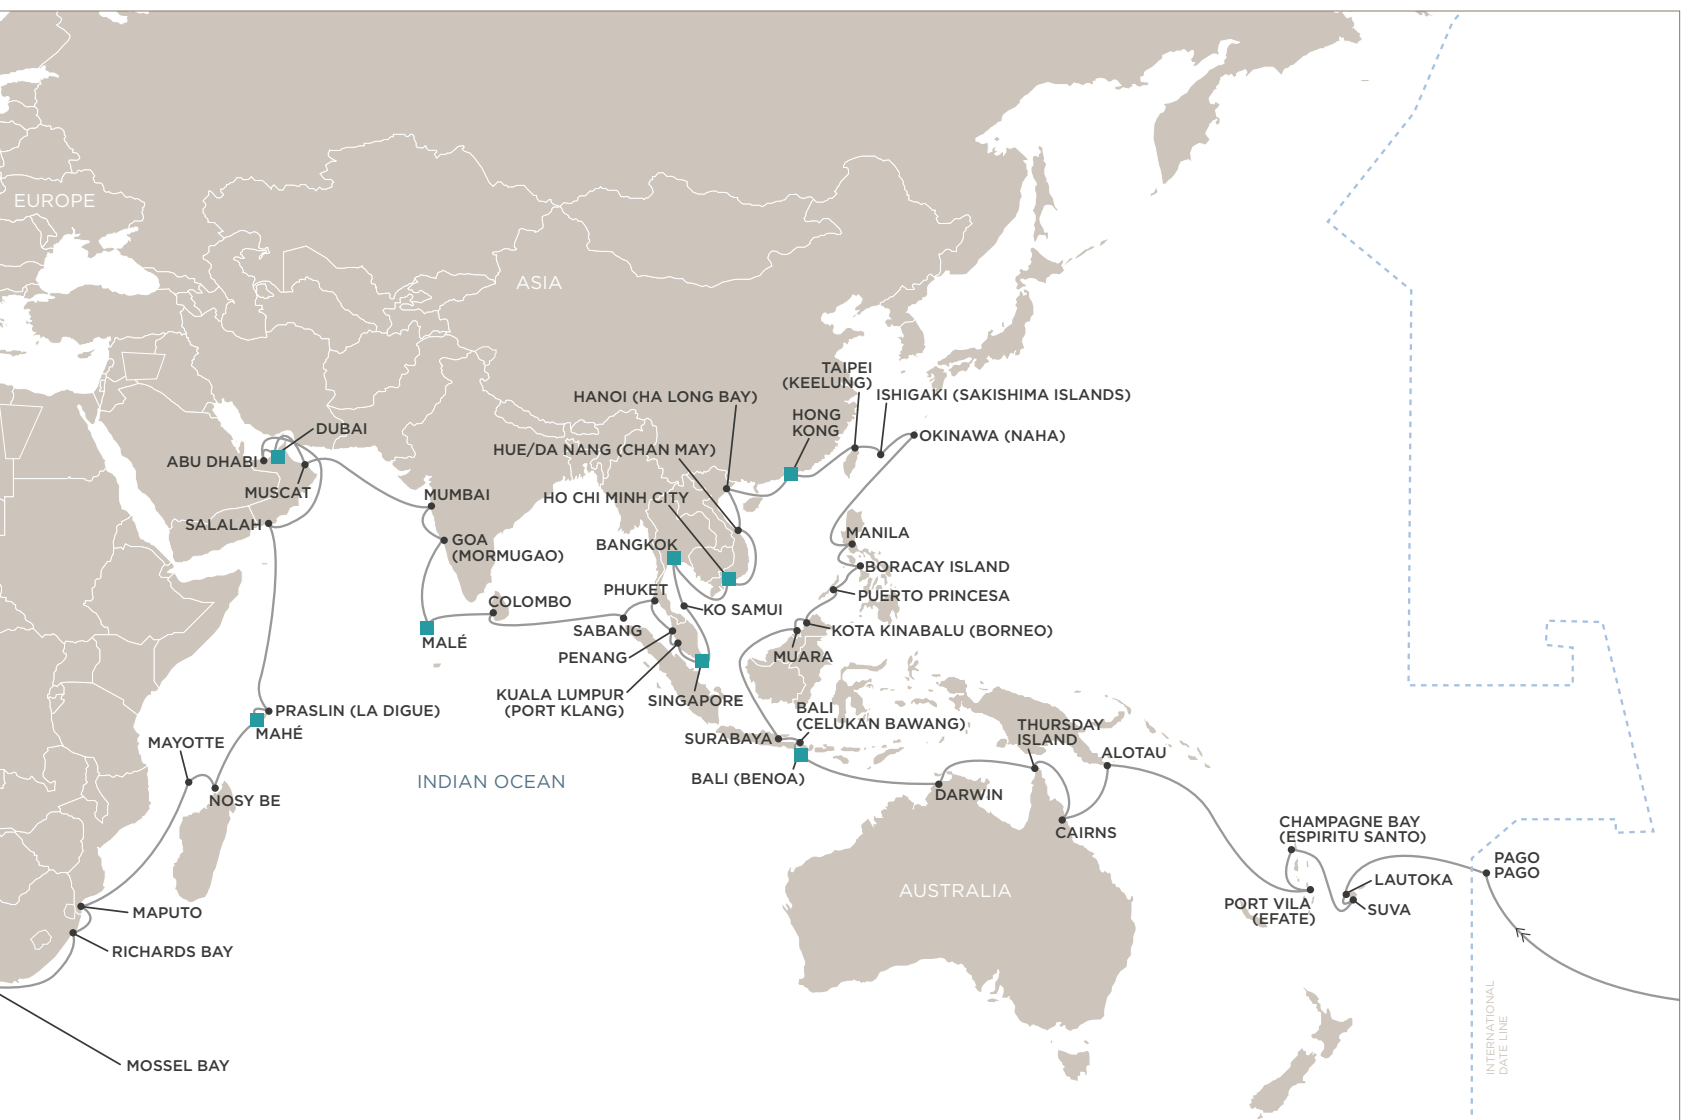 EUROPE
ASIA
TAIPEI
(KEELUNG)
HANOI (HA LONG BAY)
ISHIGAKI (SAKISHIMA ISLANDS)
HONG
KONG
DUBAI
OKINAWA (NAHA)
HUE/DA NANG (CHAN MAY)
ABU DHABI
MUSCAT
MUMBAI
HO CHI MINH CITY
SALALAH
MANILA
GOA
(MORMUGAO)
BANGKOK
BORACAY ISLAND
PHUKET
PUERTO PRINCESA
COLOMBO
KO SAMUI
SABANG
KOTA KINABALU (BORNEO)
MALÉ
PENANG
MUARA
KUALA LUMPUR
(PORT KLANG)
SINGAPORE
PRASLIN (LA DIGUE)
BALI
(CELUKAN BAWANG)
THURSDAY
ISLAND
MAHÉ
SURABAYA
MAYOTTE
ALOTAU
INDIAN OCEAN
BALI (BENOA)
NOSY BE
DARWIN
CAIRNS
CHAMPAGNE BAY
(ESPIRITU SANTO)
PAGO
PAGO
LAUTOKA
AUSTRALIA
PORT VILA
(EFATE)
SUVA
MAPUTO
RICHARDS BAY
INTERNATIONAL
DATE LINE
MOSSEL BAY